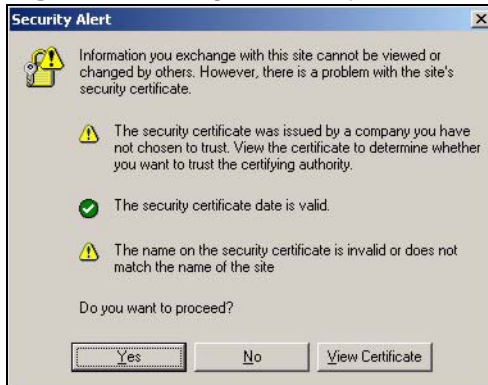 Security Alert
Information you exchange with this site cannot be viewed or
changed by others. However, there is a problem with the site's
security certificate.
The security certificate was issued by a company you have
not chosen to trust. View the certificate to determine whether
you want to trust the certifying authority.
The security certificate date is valid.
The name on the security certificate is invalid or does not
match the name of the site
Do you want to proceed?
Yes No View Certificate